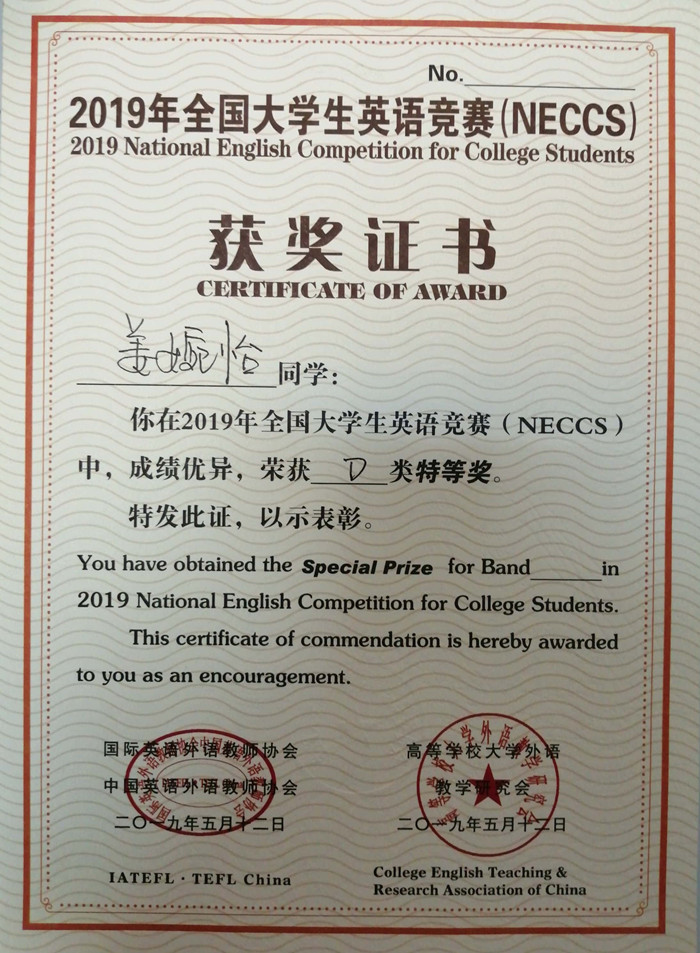 No.
2019年全国大学生英语竞赛(NECCS)
2019 National English Competition for College Students
获奖证书
CERTIFICATE OF AWARD
姜婉怡同学:
你在2019年全国大学生英语竞赛(NECCS)
中,成绩优异,荣获 D 类特等奖。
特发此证,以示表彰。
You have obtained the Special Prize for Band in
2019 National English Competition for College Students.
This certificate of commendation is hereby awarded
to you as an encouragement.
国际英语外语教师协会
中国英语外语教师协会
二〇一九年五月十二日
IATEFL · TEFL China
高等学校大学外语
教学研究会
二〇一九年五月十二日
College English Teaching &
Research Association of China